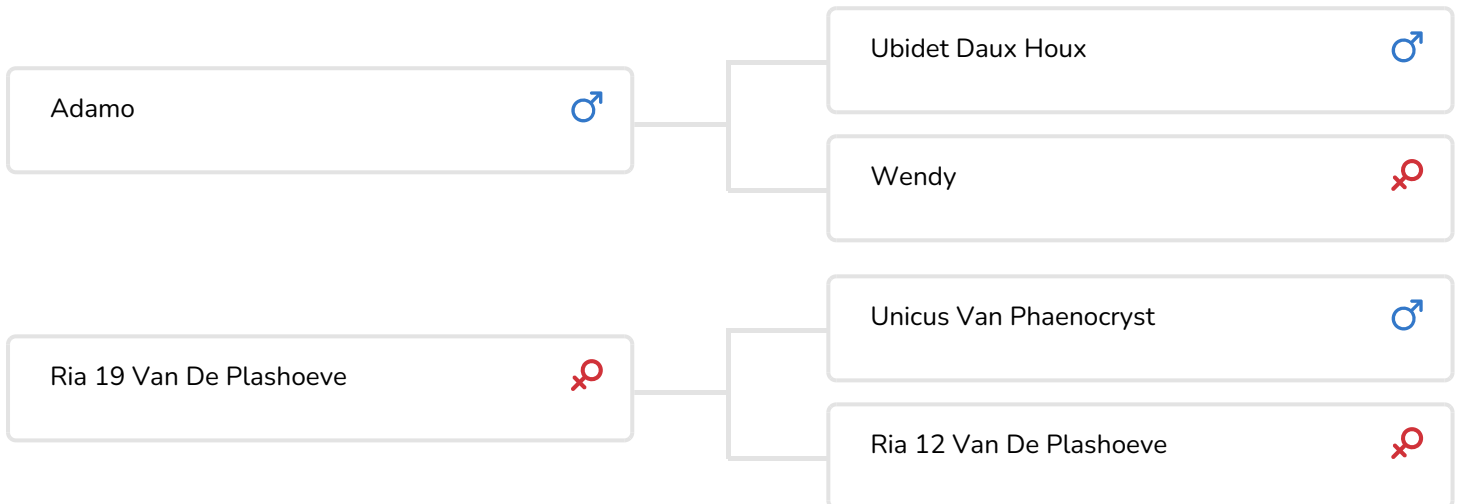 Ubidet Daux Houx
Adamo
Wendy
Unicus Van Phaenocryst
Ria 19 Van De Plashoeve
Ria 12 Van De Plashoeve